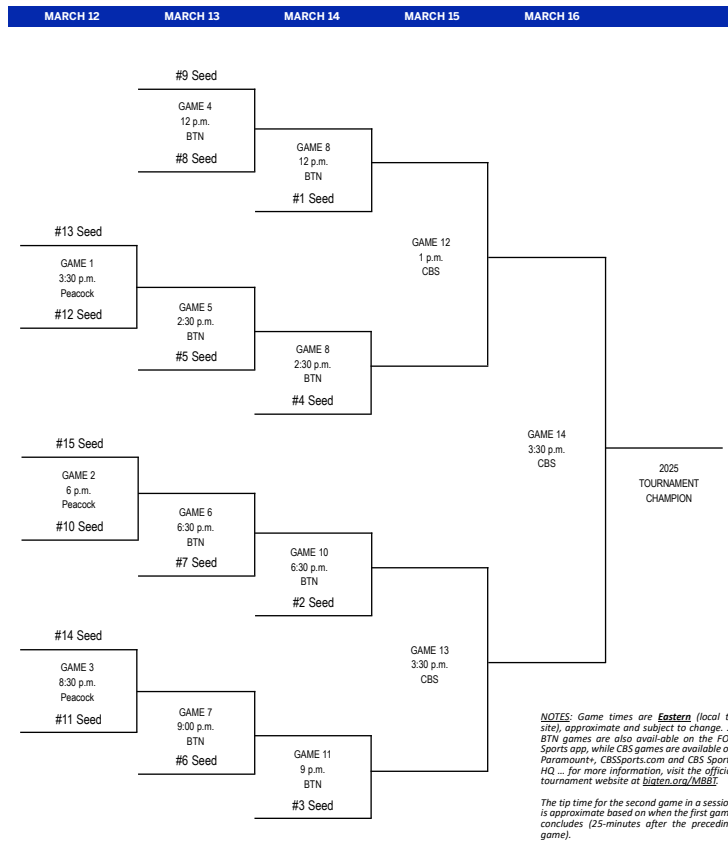 MARCH 12 MARCH 13 MARCH 14 MARCH 15 MARCH 16
#9 Seed
GAME 4
12 p.m.
BTN
#8 Seed
GAME 8
12 p.m.
BTN
#1 Seed
#13 Seed
GAME 1
3:30 p.m.
Peacock
#12 Seed
GAME 5
2:30 p.m.
BTN
#5 Seed
GAME 8
2:30 p.m.
BTN
#4 Seed
GAME 12
1 p.m.
CBS
#15 Seed
GAME 2
6 p.m.
Peacock
#10 Seed
GAME 6
6:30 p.m.
BTN
#7 Seed
GAME 10
6:30 p.m.
BTN
#2 Seed
#14 Seed
GAME 3
8:30 p.m.
Peacock
#11 Seed
GAME 7
9:00 p.m.
BTN
#6 Seed
GAME 11
9 p.m.
BTN
#3 Seed
GAME 13
3:30 p.m.
CBS
GAME 14
3:30 p.m.
CBS
2025
TOURNAMENT
CHAMPION
NOTES: Game times are Eastern (local t
site), approximate and subject to change.
BTN games are also avail-able on the FO
Sports app, while CBS games are available o
Paramount+, CBSSports.com and CBS Sport
HQ ... for more information, visit the offici
tournament website at bigten.org/MBBT.
The tip time for the second game in a sessio
is approximate based on when the first gam
concludes (25-minutes after the precedin
game).